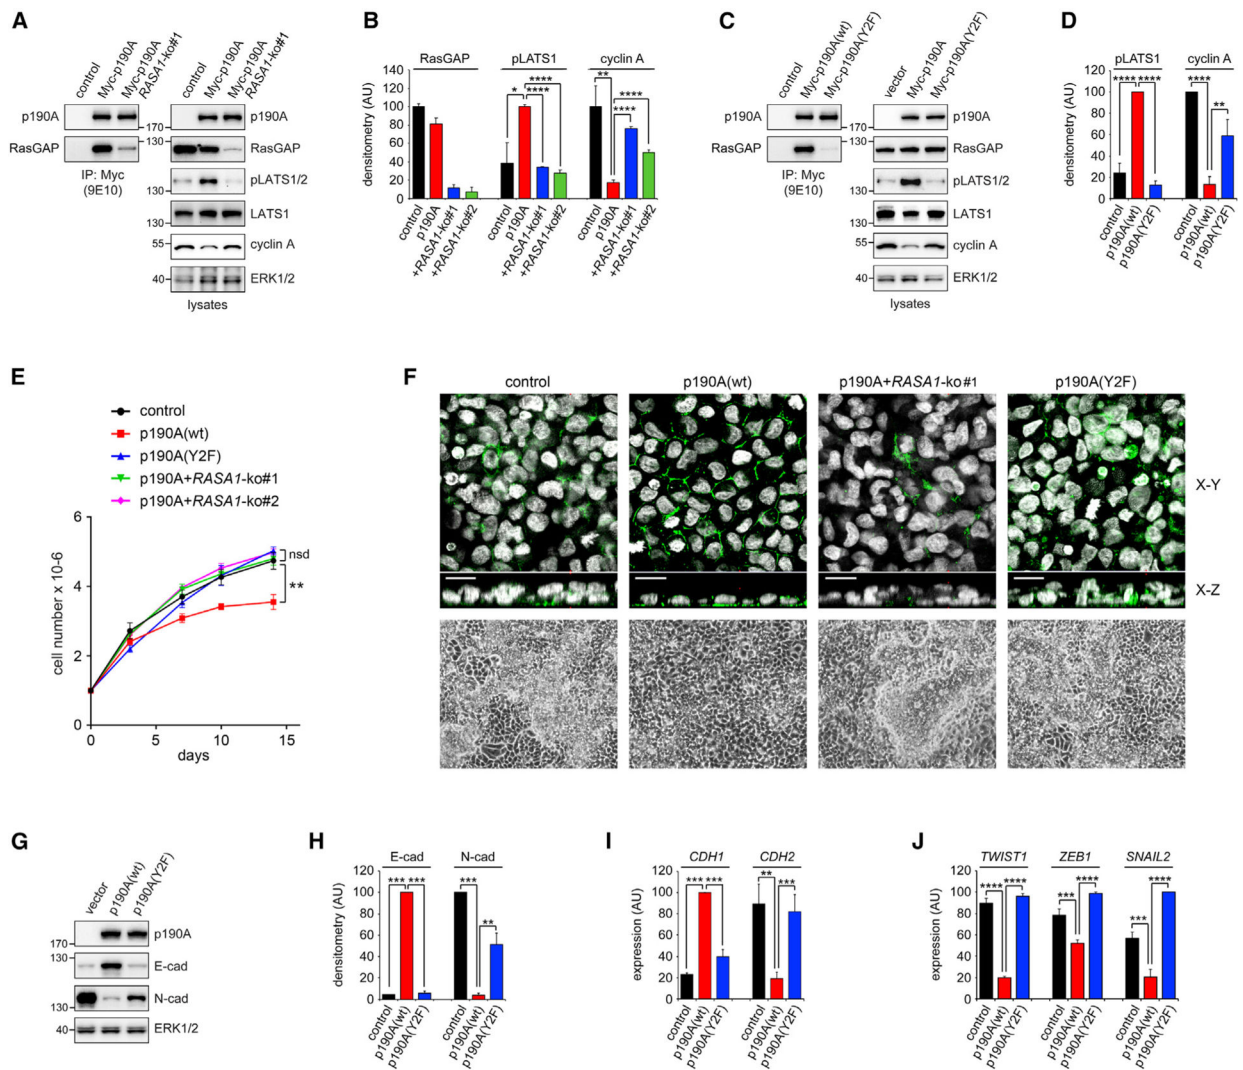 A
control
Myc-p190A
Myc-p190A
RASA1-ko#1
control
Myc-p190A
Myc-p190A
RASA1-ko#1
p190A
RasGAP
IP: Myc
(9E10)
170
130
130
130
55
40
p190A
RasGAP
pLATS1/2
LATS1
cyclin A
ERK1/2
lysates
B
RasGAP
pLATS1
cyclin A
densitometry (AU)
140
120
100
80
60
40
20
0
*
****
****
**
****
****
control
p190A
+RASA1-ko#1
+RASA1-ko#2
control
p190A
+RASA1-ko#1
+RASA1-ko#2
control
p190A
+RASA1-ko#1
+RASA1-ko#2
C
control
Myc-p190A(wt)
Myc-p190A(Y2F)
vector
Myc-p190A
Myc-p190A(Y2F)
p190A
RasGAP
IP: Myc
(9E10)
170
130
130
130
55
40
p190A
RasGAP
pLATS1/2
LATS1
cyclin A
ERK1/2
lysates
D
pLATS1
cyclin A
densitometry (AU)
120
100
80
60
40
20
0
****
****
****
**
control
p190A(wt)
p190A(Y2F)
control
p190A(wt)
p190A(Y2F)
E
control
p190A(wt)
p190A(Y2F)
p190A+RASA1-ko#1
p190A+RASA1-ko#2
cell number x 10-6
6
4
2
0
nsd
**
0
5
10
15
days
F
control
p190A(wt)
p190A+RASA1-ko#1
p190A(Y2F)
X-Y
X-Z
G
vector
p190A(wt)
p190A(Y2F)
170
130
130
40
p190A
E-cad
N-cad
ERK1/2
H
E-cad
N-cad
densitometry (AU)
120
100
80
60
40
20
0
***
***
***
**
control
p190A(wt)
p190A(Y2F)
control
p190A(wt)
p190A(Y2F)
I
CDH1
CDH2
expression (AU)
120
100
80
60
40
20
0
***
***
**
***
control
p190A(wt)
p190A(Y2F)
control
p190A(wt)
p190A(Y2F)
J
TWIST1
ZEB1
SNAIL2
expression (AU)
120
100
80
60
40
20
0
****
****
***
****
***
****
control
p190A(wt)
p190A(Y2F)
control
p190A(wt)
p190A(Y2F)
control
p190A(wt)
p190A(Y2F)